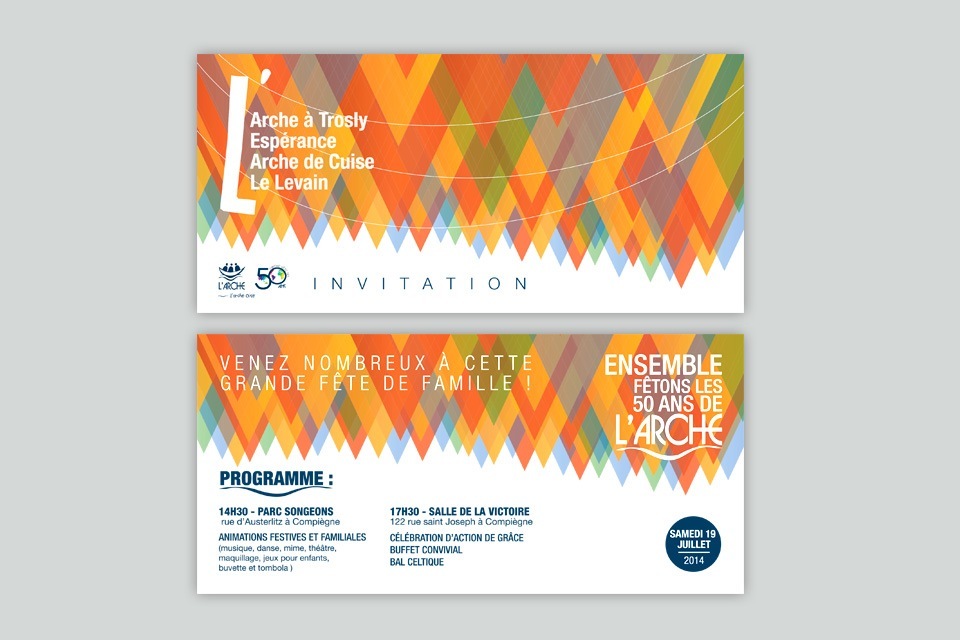 L'
Arche à Trosly
Espérance
Arche de Cuise
Le Levain
L'ARCHE
50
INVITATION
VENEZ NOMBREUX À CETTE
GRANDE FÊTE DE FAMILLE !
ENSEMBLE
FÊTONS LES
50 ANS DE
L'ARCHE
PROGRAMME :
14H30 - PARC SONGEONS
rue d'Austerlitz à Compiègne
ANIMATIONS FESTIVES ET FAMILIALES
(musique, danse, mime, théâtre,
maquillage, jeux pour enfants,
buvette et tombola )
17H30 - SALLE DE LA VICTOIRE
122 rue saint Joseph à Compiègne
CÉLÉBRATION D'ACTION DE GRÂCE
BUFFET CONVIVIAL
BAL CELTIQUE
SAMEDI 19
JUILLET
2014